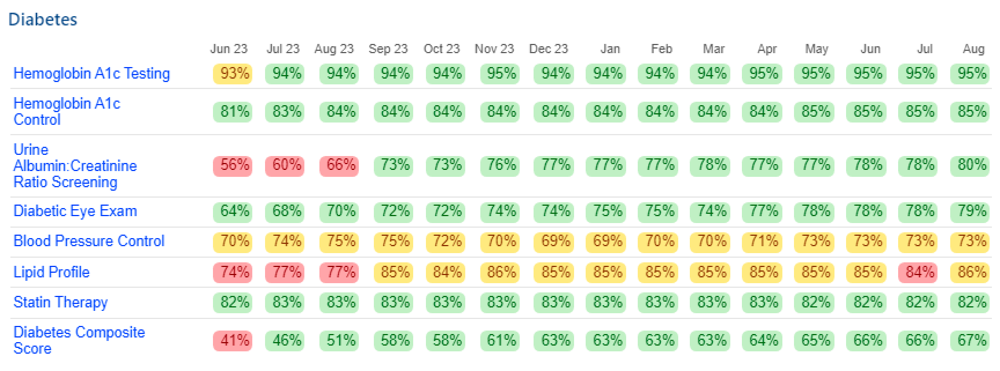 Diabetes
Jun 23 Jul 23 Aug 23 Sep 23 Oct 23 Nov 23 Dec 23 Jan Feb Mar Apr May Jun Jul Aug
Hemoglobin A1c Testing 93% 94% 94% 94% 94% 95% 94% 94% 94% 94% 95% 95% 95% 95% 95%
Hemoglobin A1c
Control 81% 83% 84% 84% 84% 84% 84% 84% 84% 84% 84% 85% 85% 85% 85%
Urine
Albumin:Creatinine 56% 60% 66% 73% 73% 76% 77% 77% 77% 78% 77% 77% 78% 78% 80%
Ratio Screening
Diabetic Eye Exam 64% 68% 70% 72% 72% 74% 74% 75% 75% 74% 77% 78% 78% 78% 79%
Blood Pressure Control 70% 74% 75% 75% 72% 70% 69% 69% 70% 70% 71% 73% 73% 73% 73%
Lipid Profile 74% 77% 77% 85% 84% 86% 85% 85% 85% 85% 85% 85% 85% 84% 86%
Statin Therapy 82% 83% 83% 83% 83% 83% 83% 83% 83% 83% 83% 82% 82% 82% 82%
Diabetes Composite
Score 41% 46% 51% 58% 58% 61% 63% 63% 63% 63% 64% 65% 66% 66% 67%